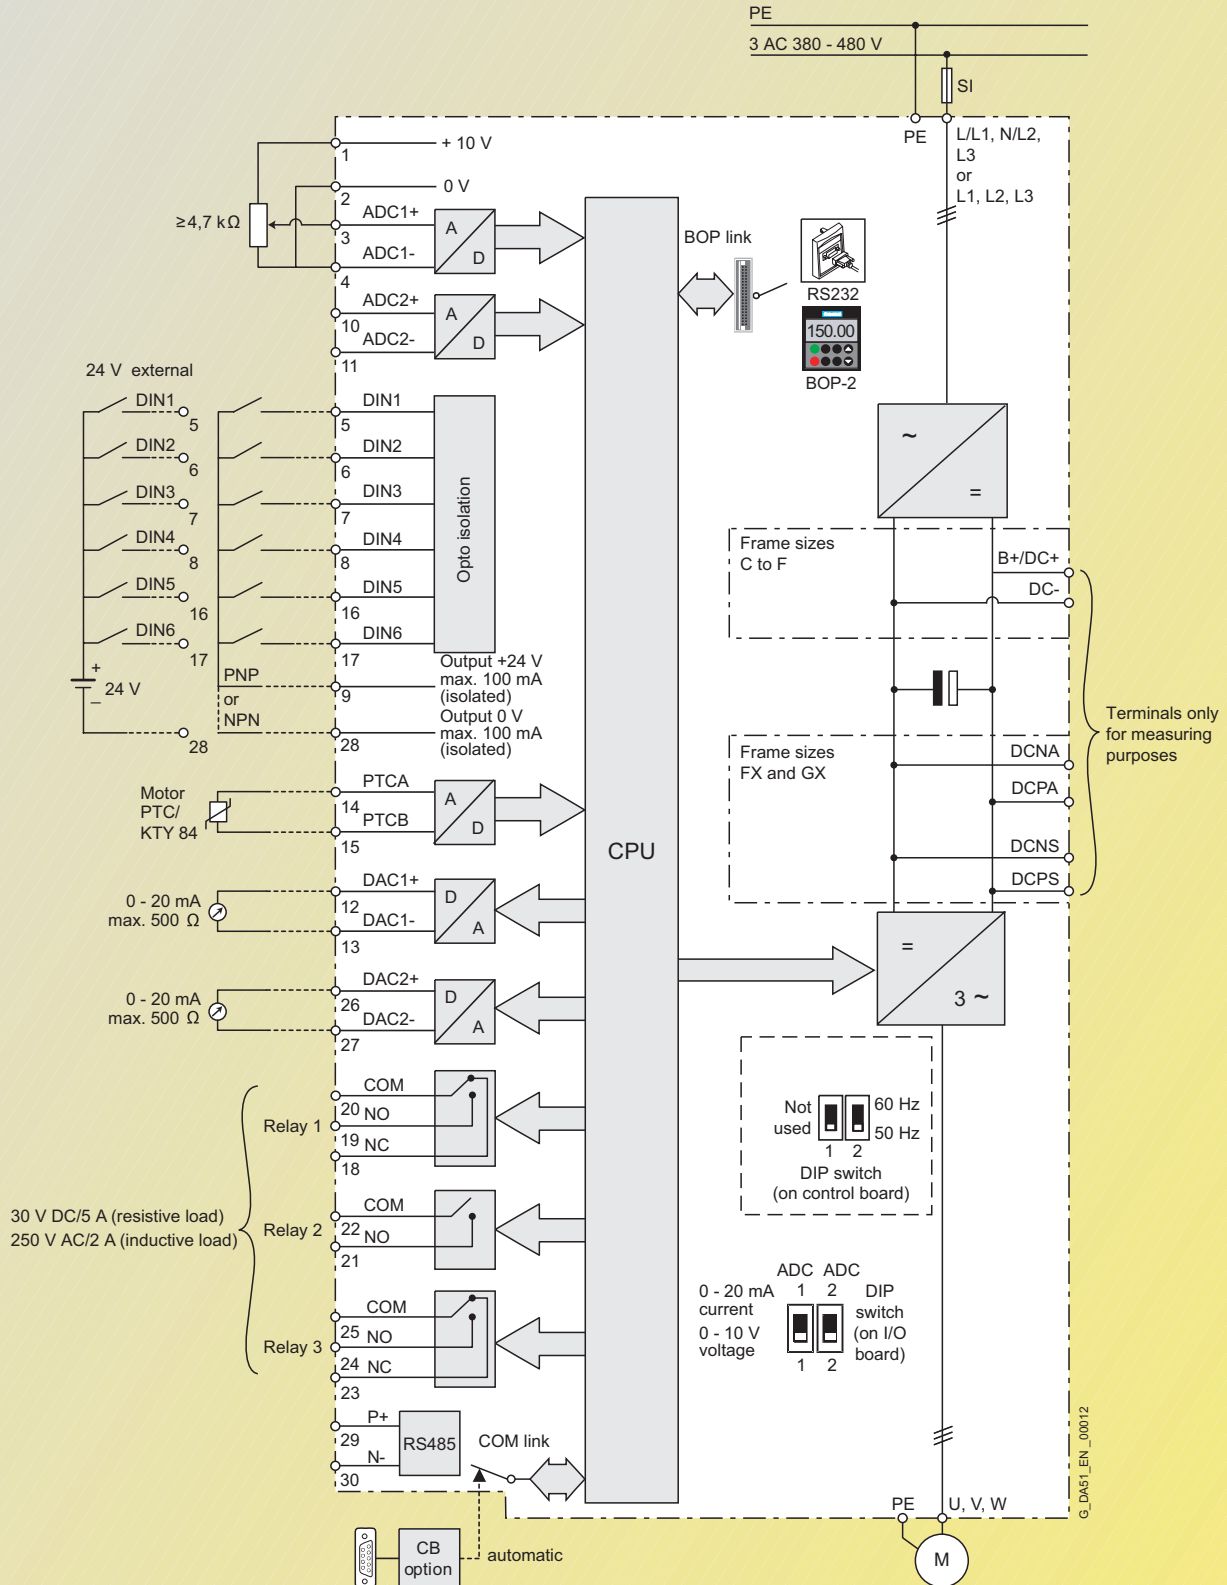 PE
3 AC 380 - 480 V
SI
PE
L/L1, N/L2,
L3
or
L1, L2, L3
1
+ 10 V
2
0 V
≥4,7 kΩ
ADC1+
3
ADC1-
4
A
D
ADC2+
10
ADC2-
11
A
D
BOP link
RS232
150.00
BOP-2
24 V external
DIN1
5
DIN2
6
DIN3
7
DIN4
8
DIN5
16
DIN6
17
+
24 V
–
28
PNP
or
NPN
DIN1
5
DIN2
6
DIN3
7
DIN4
8
DIN5
16
DIN6
17
Opto isolation
Output +24 V
max. 100 mA
(isolated)
9
Output 0 V
max. 100 mA
(isolated)
28
~
=
Frame sizes
C to F
B+/DC+
DC-
Terminals only
for measuring
purposes
Frame sizes
FX and GX
DCNA
DCPA
DCNS
DCPS
Motor
PTC/
KTY 84
PTCA
14
PTCB
15
A
D
CPU
0 - 20 mA
max. 500 Ω
DAC1+
12
DAC1-
13
D
A
0 - 20 mA
max. 500 Ω
DAC2+
26
DAC2-
27
D
A
=
3 ~
Not
used
60 Hz
50 Hz
1 2
DIP switch
(on control board)
30 V DC/5 A (resistive load)
250 V AC/2 A (inductive load)
Relay 1
COM
20
NO
19
NC
18
Relay 2
COM
22
NO
21
Relay 3
COM
25
NO
24
NC
23
ADC ADC
1 2
0 - 20 mA
current
0 - 10 V
voltage
DIP
switch
(on I/O
board)
1 2
P+
29
N-
30
RS485
COM link
CB
option
automatic
PE
U, V, W
M
G_DA51_EN_00012